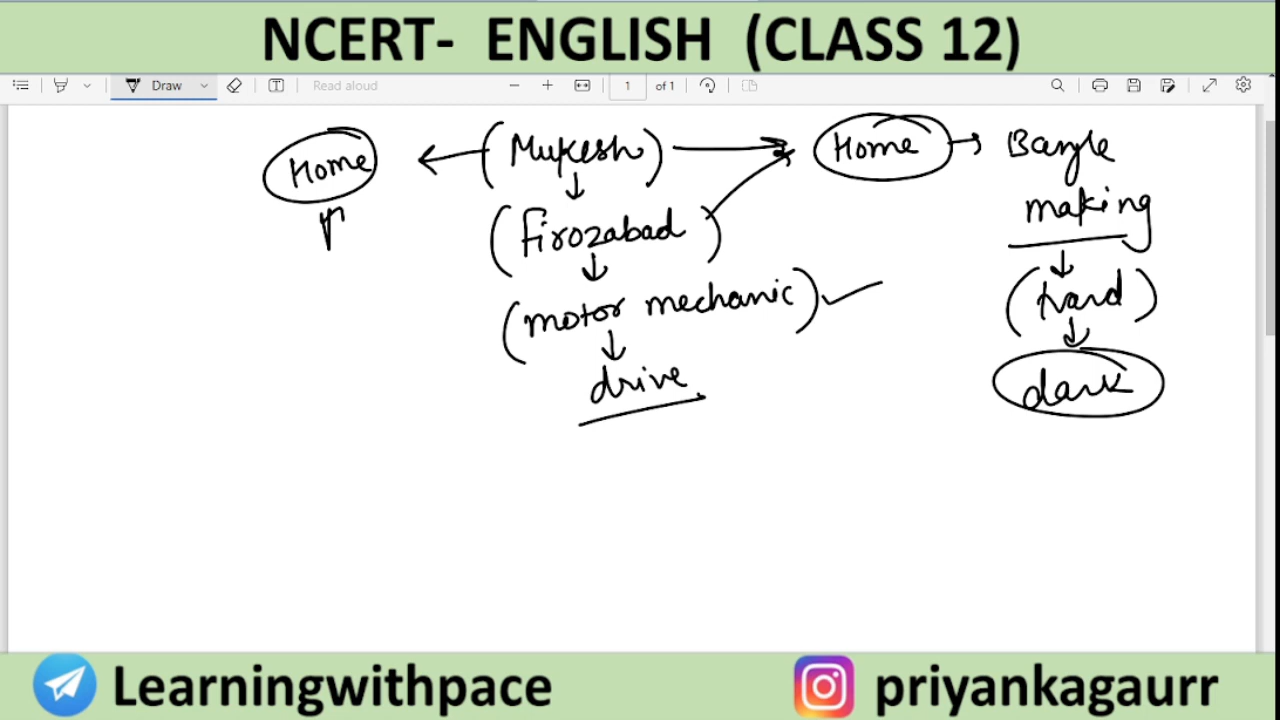 NCERT- ENGLISH (CLASS 12)
Draw
Read aloud
1 of 1
Home ← (Mukesh) → Home → Bangle
making
↓
(Firozabad)
↓
(hard)
(motor mechanic) ✓
↓
↓
drive
dark
Learningwithpace
priyankagaurr